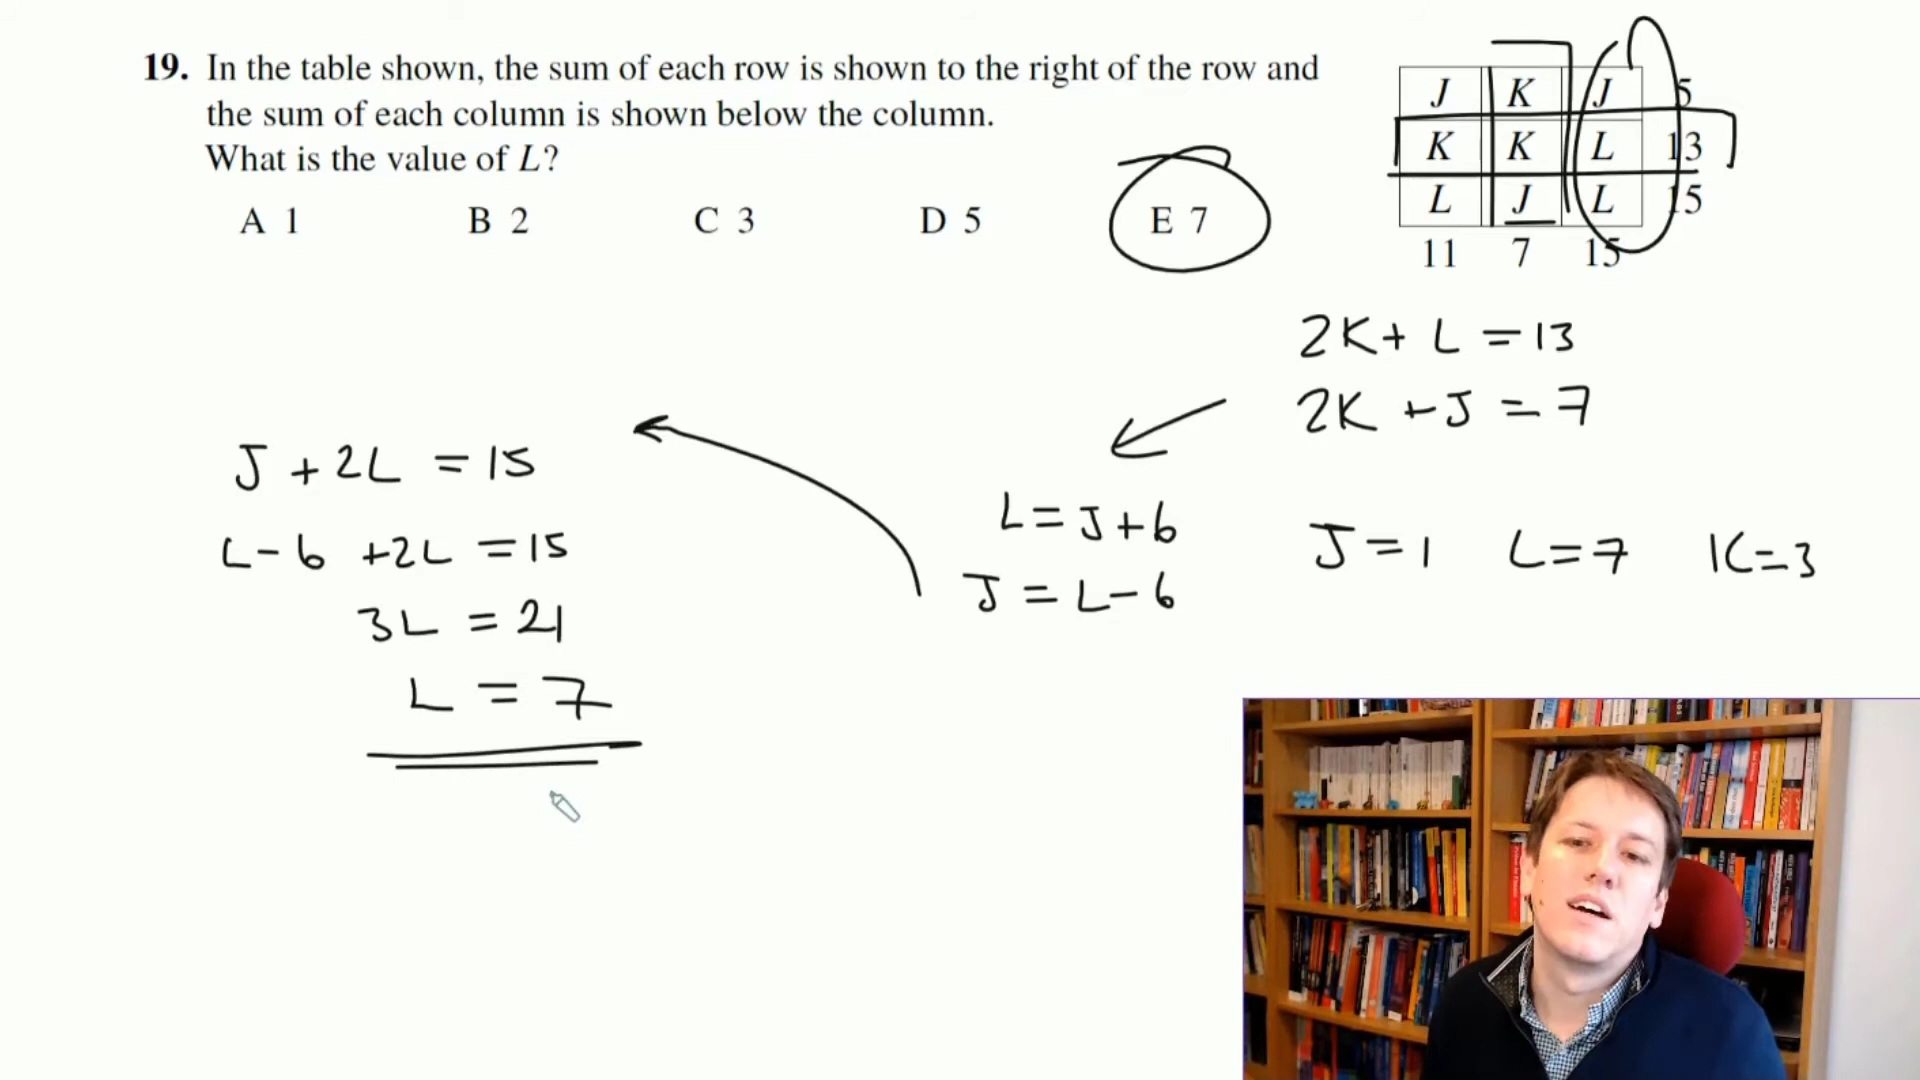 19. In the table shown, the sum of each row is shown to the right of the row and
the sum of each column is shown below the column.
What is the value of L?
A 1 B 2 C 3 D 5 E 7
J K J 5
K K L 13
L J L 15
11 7 15
2K + L = 13
2K + J = 7
L = J + 6
J = L - 6
J = 1 L = 7 K = 3
J + 2L = 15
L - 6 + 2L = 15
3L = 21
L = 7